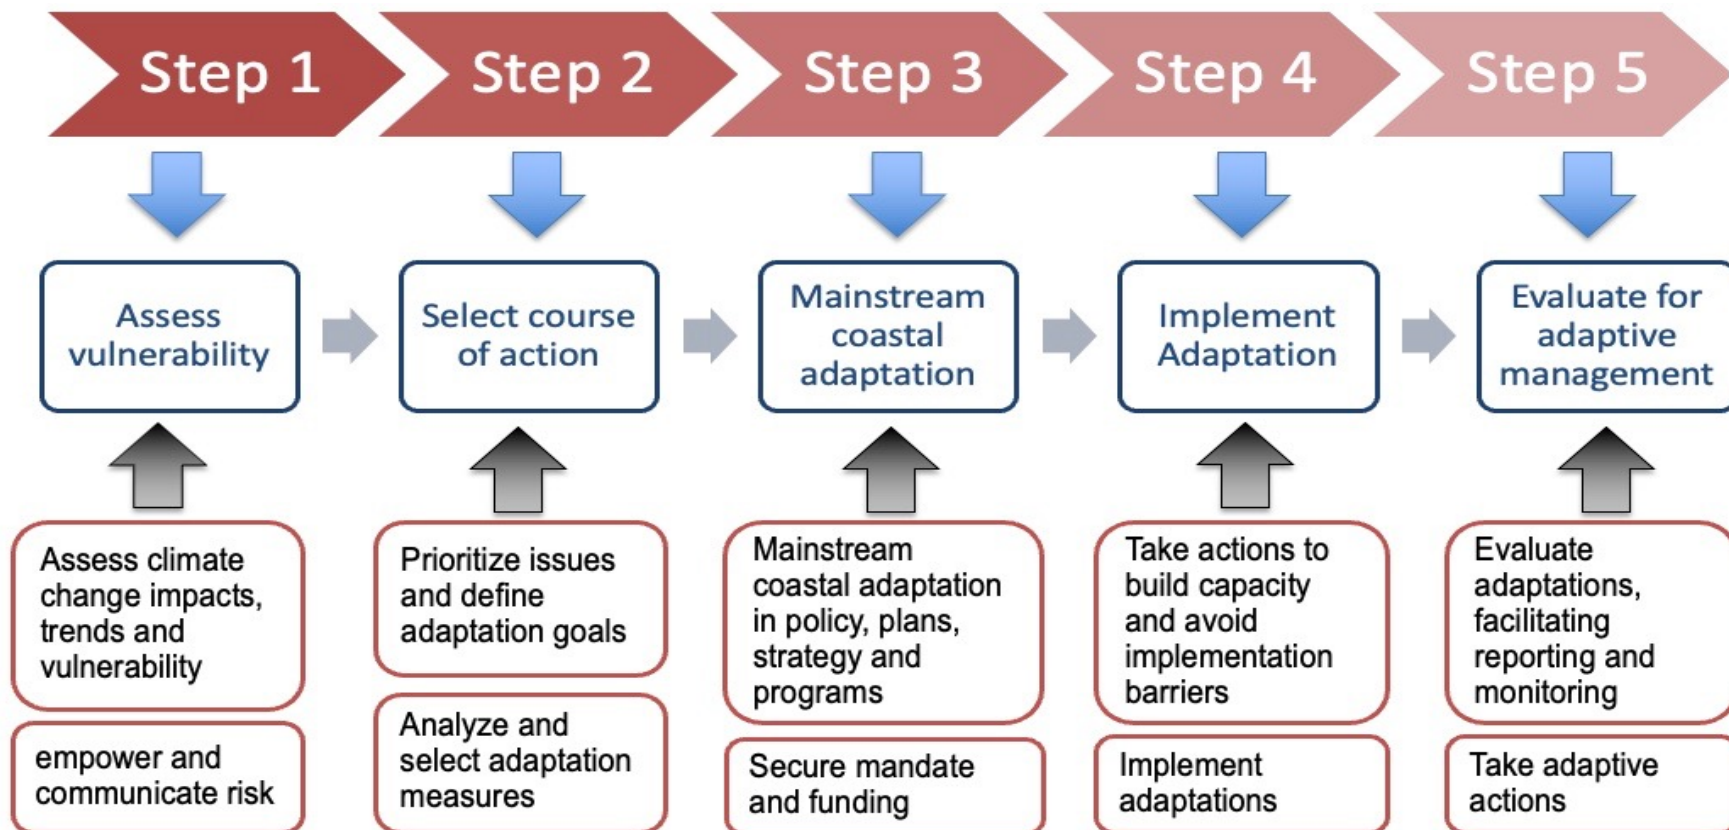 Step 1
Step 2
Step 3
Step 4
Step 5
Assess
vulnerability
Select course
of action
Mainstream
coastal
adaptation
Implement
Adaptation
Evaluate for
adaptive
management
Assess climate
change impacts,
trends and
vulnerability
Prioritize issues
and define
adaptation goals
Mainstream
coastal adaptation
in policy, plans,
strategy and
programs
Take actions to
build capacity
and avoid
implementation
barriers
Evaluate
adaptations,
facilitating
reporting and
monitoring
empower and
communicate risk
Analyze and
select adaptation
measures
Secure mandate
and funding
Implement
adaptations
Take adaptive
actions